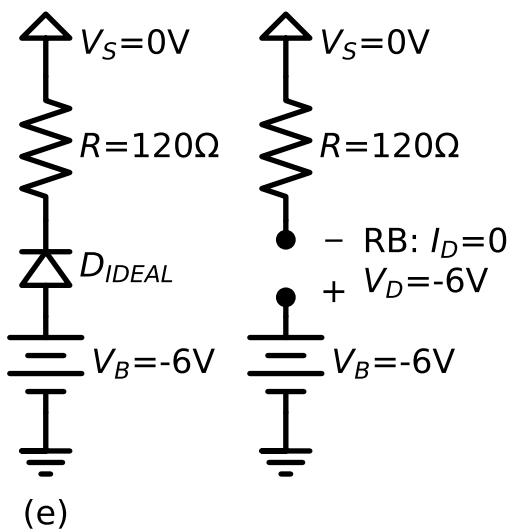 V_S=0V
V_S=0V
R=120Ω
R=120Ω
− RB: I_D=0
+ V_D=-6V
D_IDEAL
V_B=-6V
V_B=-6V
(e)